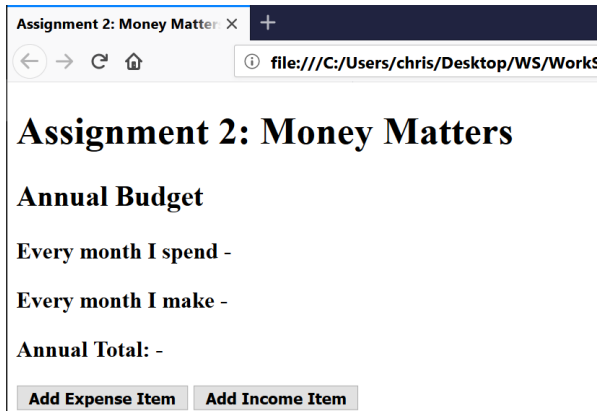 Assignment 2: Money Matter
file:///C:/Users/chris/Desktop/WS/WorkS
Assignment 2: Money Matters
Annual Budget
Every month I spend -
Every month I make -
Annual Total: -
Add Expense Item Add Income Item